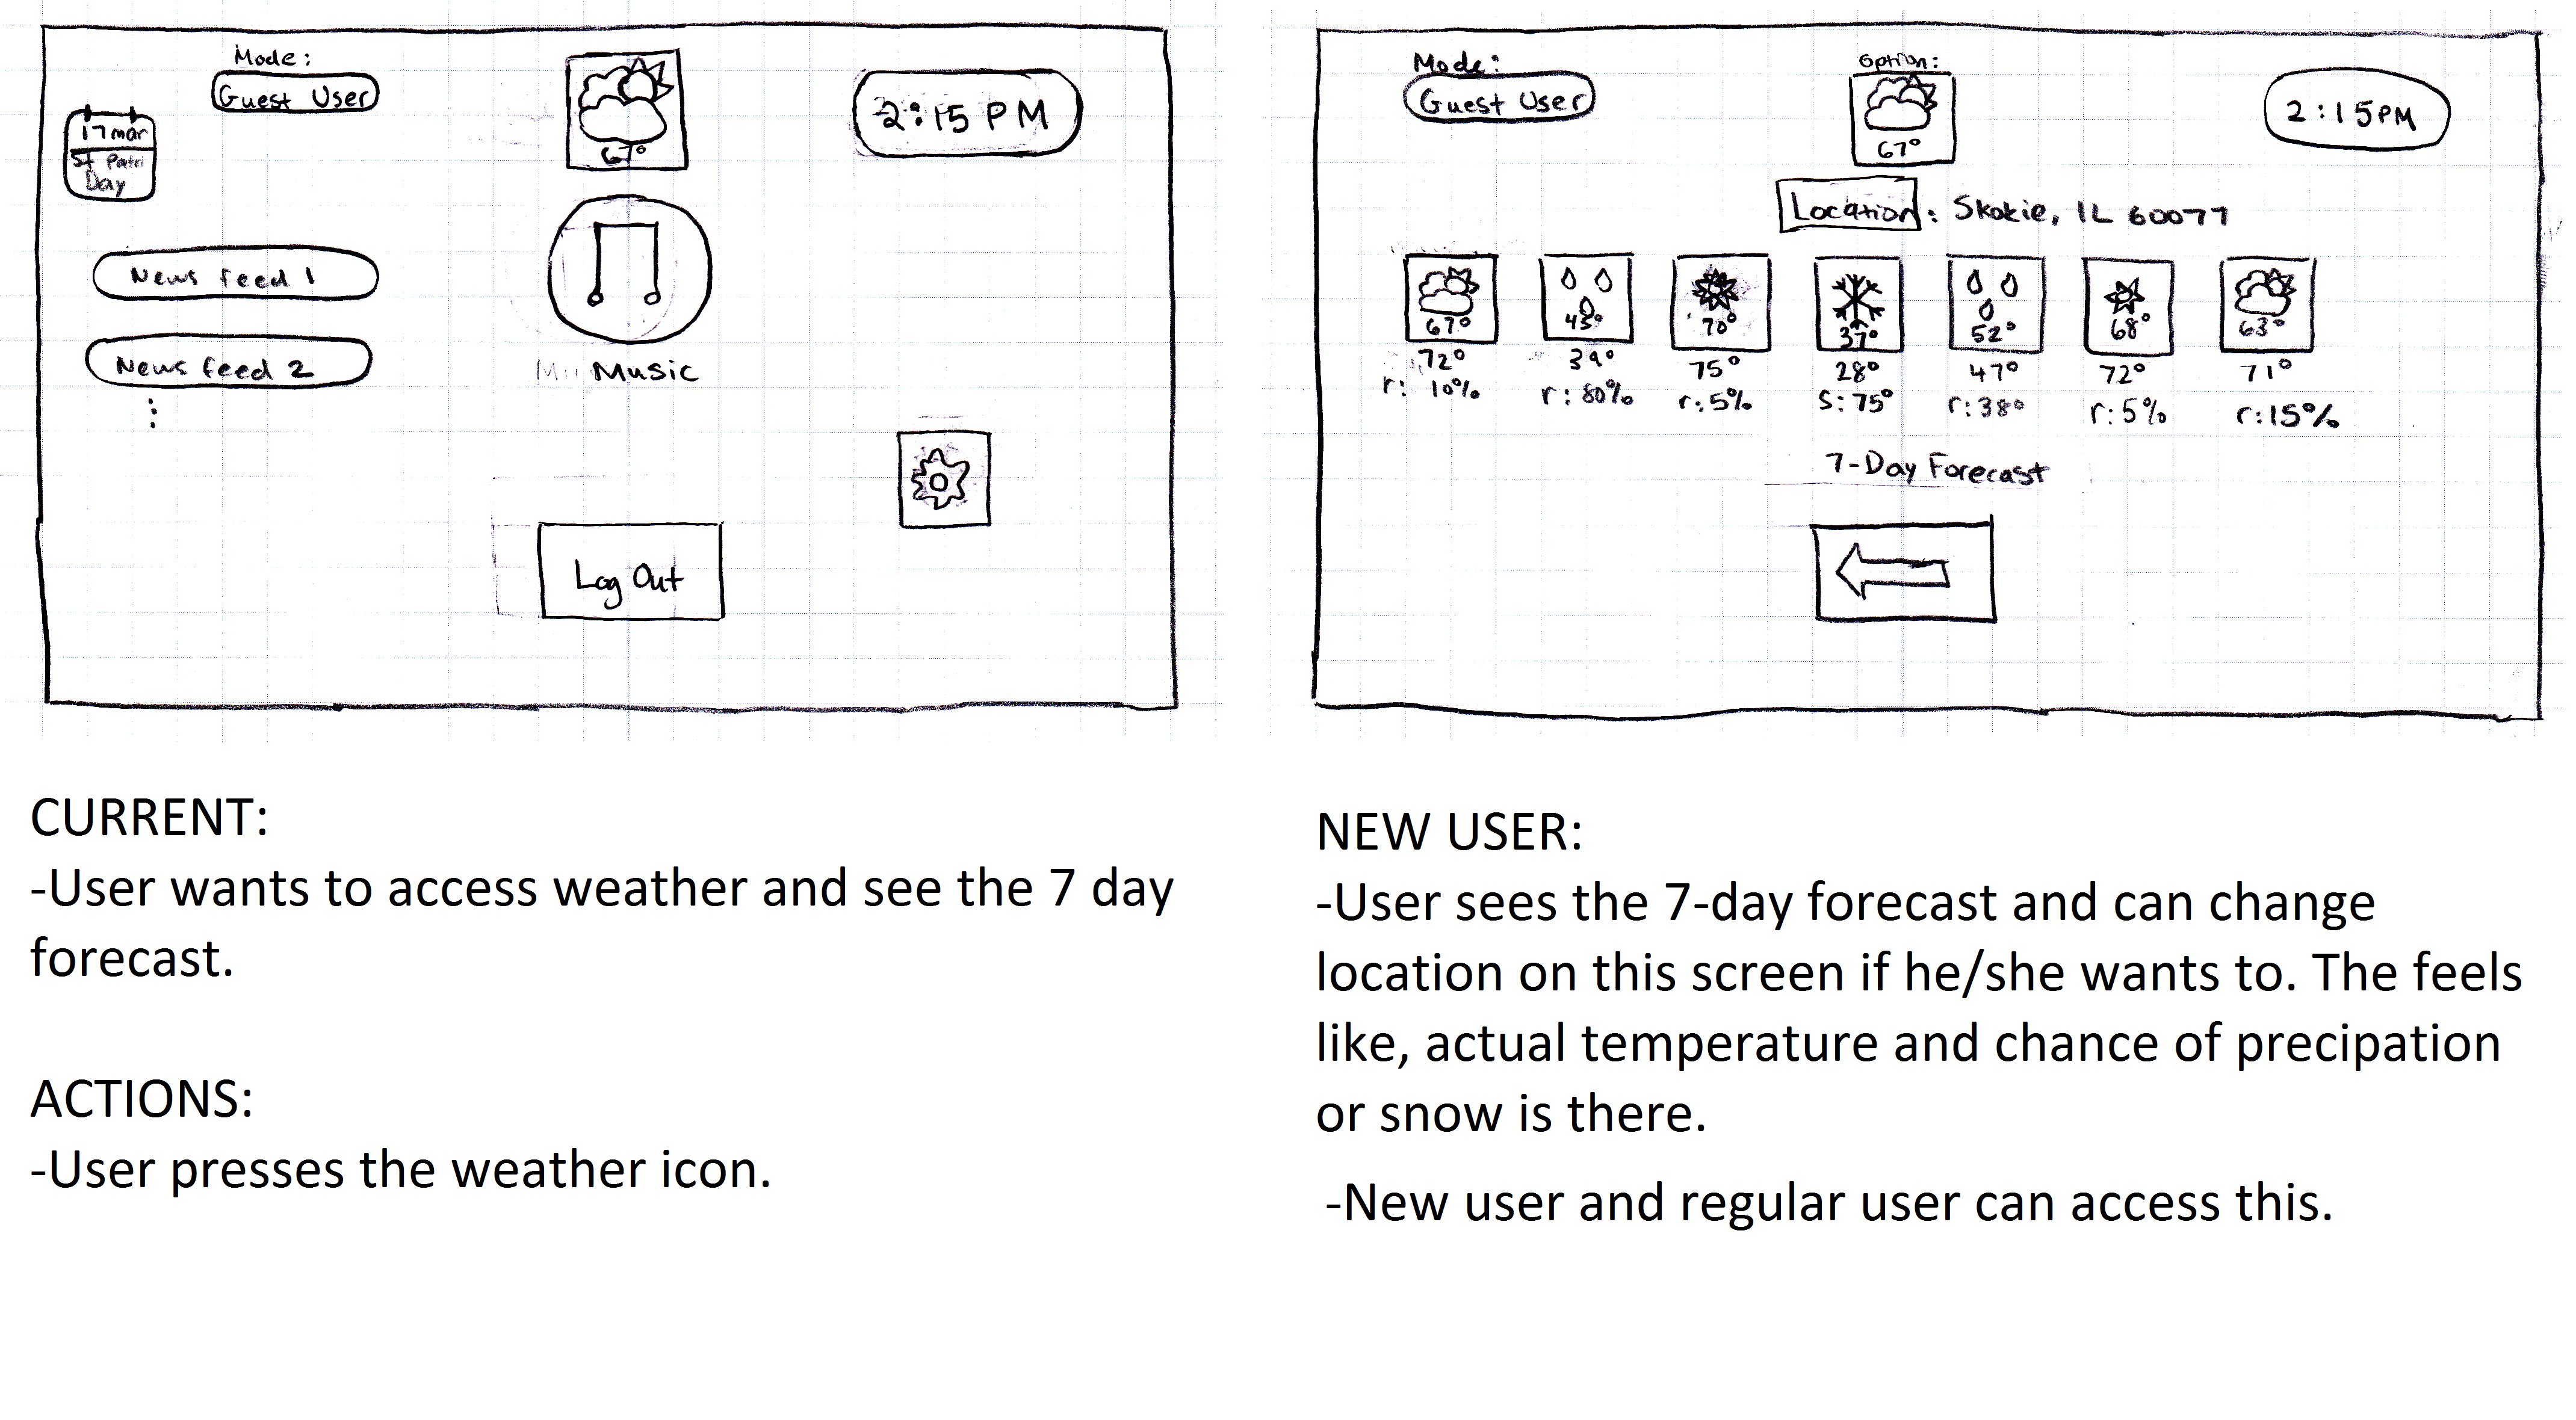 Mode:
Guest User
17 mar
St Patri
Day
67°
2:15 PM
News feed 1
News feed 2
Music
Log Out
Mode:
Guest User
Option:
67°
2:15PM
Location: Skokie, IL 60077
67° 45° 70° 37° 52° 68° 63°
72° 39° 75° 28° 47° 72° 71°
r: 10% r: 80% r: 5% s: 75° r: 38° r: 5% r: 15%
7-Day Forecast
CURRENT:
-User wants to access weather and see the 7 day
forecast.
ACTIONS:
-User presses the weather icon.
NEW USER:
-User sees the 7-day forecast and can change
location on this screen if he/she wants to. The feels
like, actual temperature and chance of precipation
or snow is there.
-New user and regular user can access this.